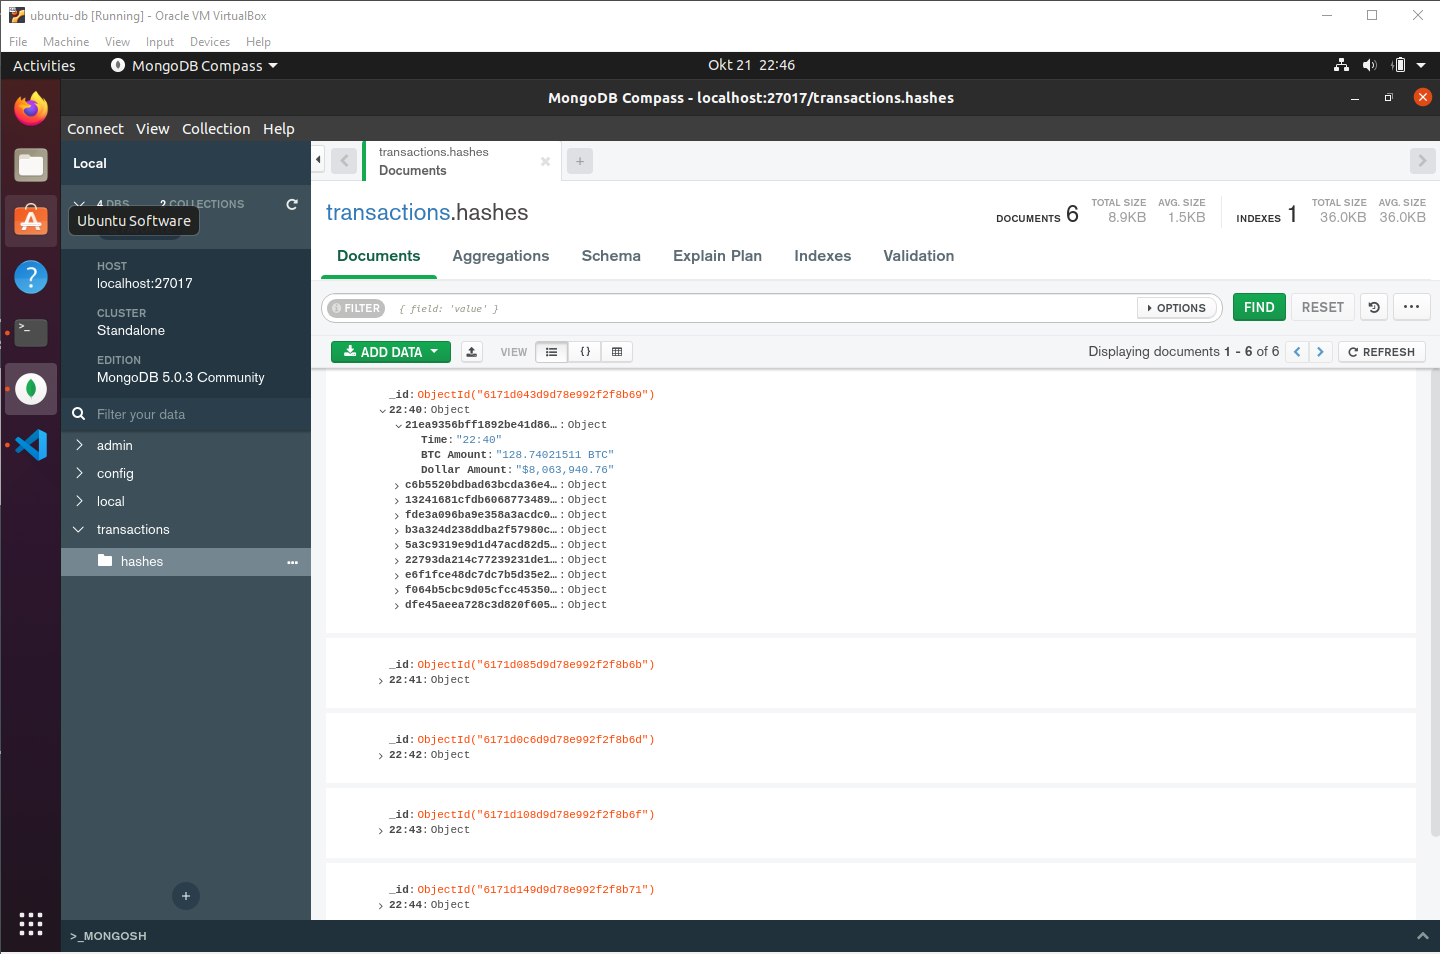 ubuntu-db [Running] - Oracle VM VirtualBox
File Machine View Input Devices Help
Activities MongoDB Compass Okt 21 22:46
MongoDB Compass - localhost:27017/transactions.hashes
Connect View Collection Help
Local
4 DBS 2 COLLECTIONS
Ubuntu Software
HOST
localhost:27017
CLUSTER
Standalone
EDITION
MongoDB 5.0.3 Community
Filter your data
admin
config
local
transactions
hashes
transactions.hashes
Documents
transactions.hashes
DOCUMENTS 6 TOTAL SIZE 8.9KB AVG. SIZE 1.5KB INDEXES 1 TOTAL SIZE 36.0KB AVG. SIZE 36.0KB
Documents Aggregations Schema Explain Plan Indexes Validation
FILTER { field: 'value' } OPTIONS FIND RESET
ADD DATA VIEW {} Displaying documents 1 - 6 of 6 REFRESH
_id: ObjectId("6171d043d9d78e992f2f8b69")
22:40: Object
21ea9356bff1892be41d86…: Object
Time: "22:40"
BTC Amount: "128.74021511 BTC"
Dollar Amount: "$8,063,940.76"
c6b5520bdbad63bcda36e4…: Object
13241681cfdb6068773489…: Object
fde3a096ba9e358a3acdc0…: Object
b3a324d238ddba2f57980c…: Object
5a3c9319e9d1d47acd82d5…: Object
22793da214c77239231de1…: Object
e6f1fce48dc7dc7b5d35e2…: Object
f064b5cbc9d05cfcc45350…: Object
dfe45aeea728c3d820f605…: Object
_id: ObjectId("6171d085d9d78e992f2f8b6b")
22:41: Object
_id: ObjectId("6171d0c6d9d78e992f2f8b6d")
22:42: Object
_id: ObjectId("6171d108d9d78e992f2f8b6f")
22:43: Object
_id: ObjectId("6171d149d9d78e992f2f8b71")
22:44: Object
>_MONGOSH